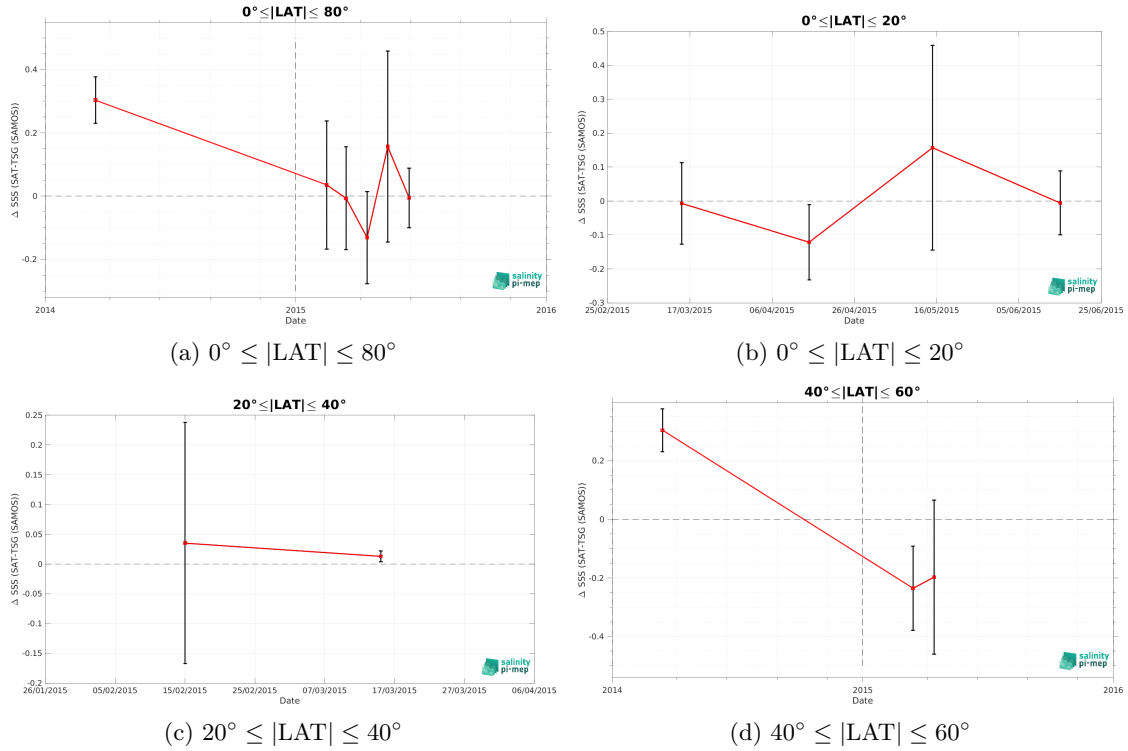 0°≤|LAT|≤ 80°
Δ SSS (SAT-TSG (SAMOS))
0.4
0.2
0
-0.2
2014
2015
2016
Date
salinity
pi-mep
(a) 0° ≤ |LAT| ≤ 80°
0°≤|LAT|≤ 20°
Δ SSS (SAT-TSG (SAMOS))
0.5
0.4
0.3
0.2
0.1
0
-0.1
-0.2
-0.3
25/02/2015
17/03/2015
06/04/2015
26/04/2015
16/05/2015
05/06/2015
25/06/2015
Date
salinity
pi-mep
(b) 0° ≤ |LAT| ≤ 20°
20°≤|LAT|≤ 40°
Δ SSS (SAT-TSG (SAMOS))
0.25
0.2
0.15
0.1
0.05
0
-0.05
-0.1
-0.15
-0.2
26/01/2015
05/02/2015
15/02/2015
25/02/2015
07/03/2015
17/03/2015
27/03/2015
06/04/2015
Date
salinity
pi-mep
(c) 20° ≤ |LAT| ≤ 40°
40°≤|LAT|≤ 60°
Δ SSS (SAT-TSG (SAMOS))
0.2
0
-0.2
-0.4
2014
2015
2016
Date
salinity
pi-mep
(d) 40° ≤ |LAT| ≤ 60°